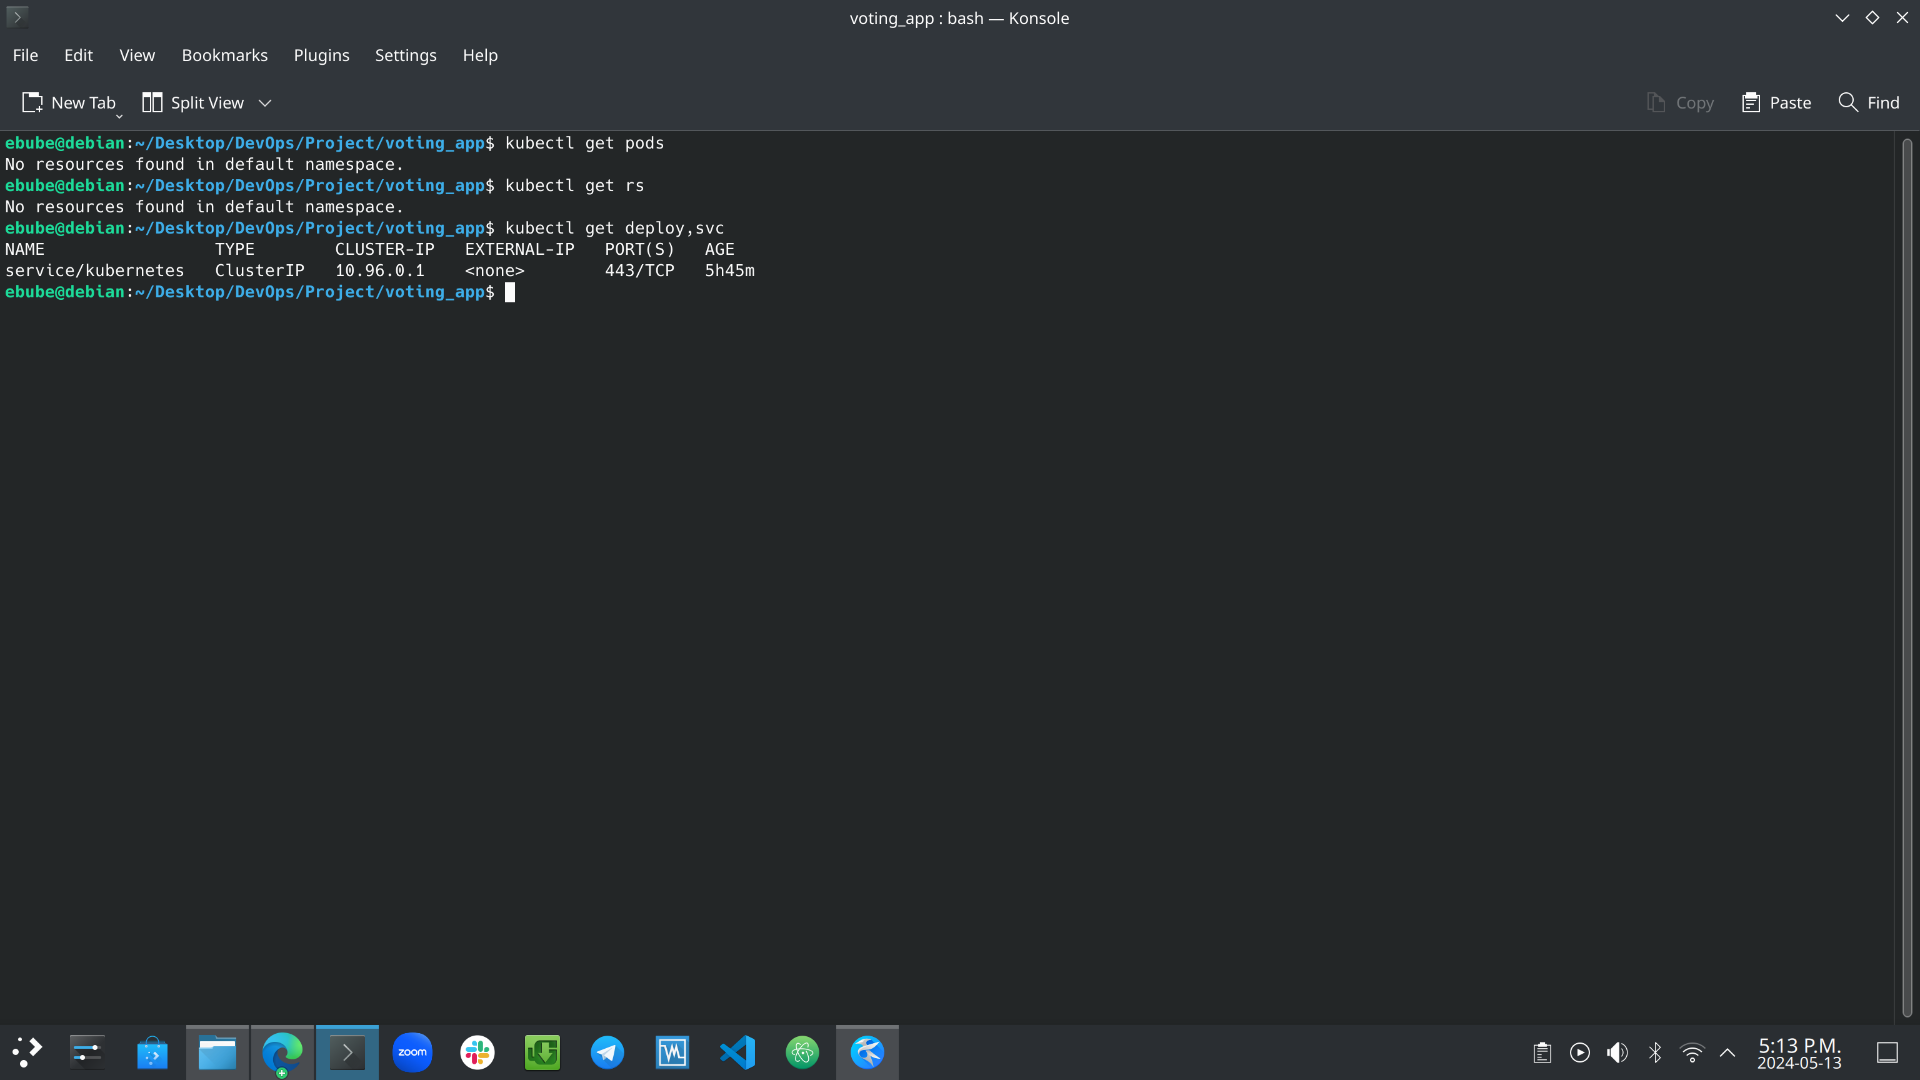 voting_app : bash — Konsole
File Edit View Bookmarks Plugins Settings Help
New Tab Split View Copy Paste Find
ebube@debian:~/Desktop/DevOps/Project/voting_app$ kubectl get pods
No resources found in default namespace.
ebube@debian:~/Desktop/DevOps/Project/voting_app$ kubectl get rs
No resources found in default namespace.
ebube@debian:~/Desktop/DevOps/Project/voting_app$ kubectl get deploy,svc
NAME TYPE CLUSTER-IP EXTERNAL-IP PORT(S) AGE
service/kubernetes ClusterIP 10.96.0.1 <none> 443/TCP 5h45m
ebube@debian:~/Desktop/DevOps/Project/voting_app$
zoom
5:13 P.M.
2024-05-13